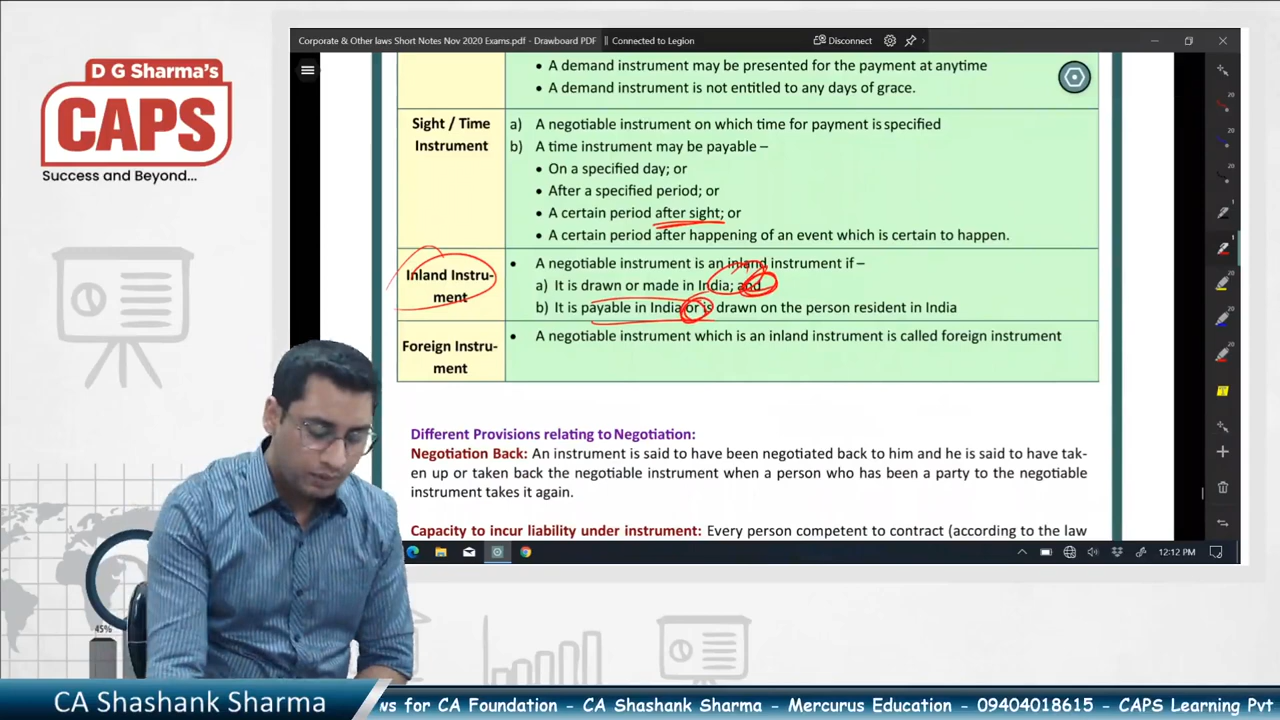 D G Sharma's
CAPS
Success and Beyond...
Corporate & Other laws Short Notes Nov 2020 Exams.pdf - Drawboard PDF
Connected to Legion
Disconnect
• A demand instrument may be presented for the payment at anytime
• A demand instrument is not entitled to any days of grace.
Sight / Time
Instrument
a) A negotiable instrument on which time for payment is specified
b) A time instrument may be payable –
• On a specified day; or
• After a specified period; or
• A certain period after sight; or
• A certain period after happening of an event which is certain to happen.
Inland Instru-
ment
• A negotiable instrument is an inland instrument if –
a) It is drawn or made in India; and
b) It is payable in India or is drawn on the person resident in India
Foreign Instru-
ment
• A negotiable instrument which is an inland instrument is called foreign instrument
Different Provisions relating to Negotiation:
Negotiation Back: An instrument is said to have been negotiated back to him and he is said to have tak-
en up or taken back the negotiable instrument when a person who has been a party to the negotiable
instrument takes it again.
Capacity to incur liability under instrument: Every person competent to contract (according to the law
20
20
20
20
20
20
20
20
12:12 PM
45%
CA Shashank Sharma
ws for CA Foundation - CA Shashank Sharma - Mercurus Education - 09404018615 - CAPS Learning Pvt